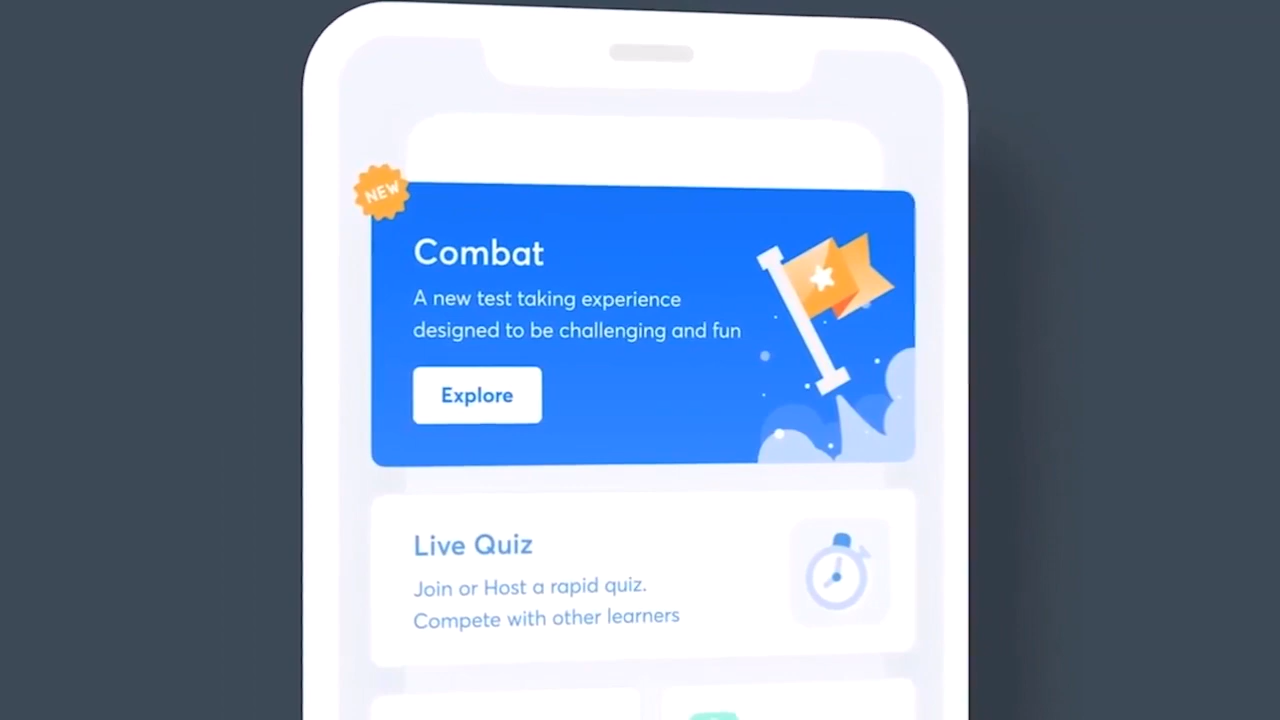 NEW
Combat
A new test taking experience
designed to be challenging and fun
Explore
Live Quiz
Join or Host a rapid quiz.
Compete with other learners